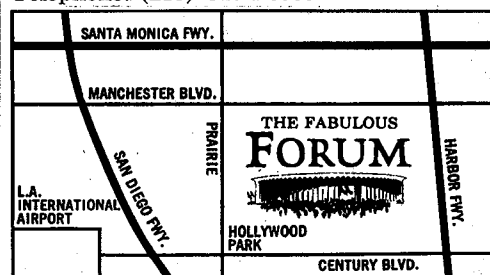 SANTA MONICA FWY.
MANCHESTER BLVD.
PRAIRIE
THE FABULOUS
FORUM
HARBOR FWY.
SAN DIEGO FWY.
L.A.
INTERNATIONAL
AIRPORT
HOLLYWOOD
PARK
CENTURY BLVD.